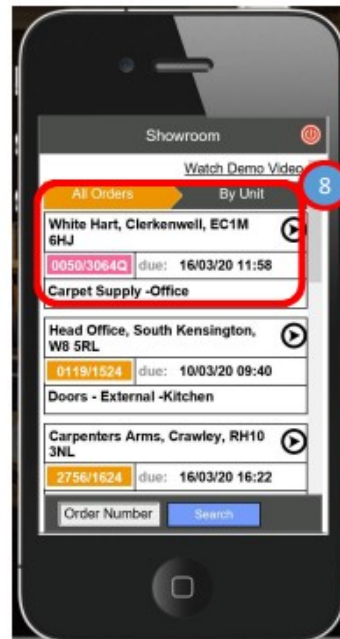 Showroom
Watch Demo Video
All Orders By Unit
8
White Hart, Clerkenwell, EC1M
6HJ
0050/3064Q due: 16/03/20 11:58
Carpet Supply -Office
Head Office, South Kensington,
W8 5RL
0119/1524 due: 10/03/20 09:40
Doors - External -Kitchen
Carpenters Arms, Crawley, RH10
3NL
2756/1624 due: 16/03/20 16:22
Order Number Search